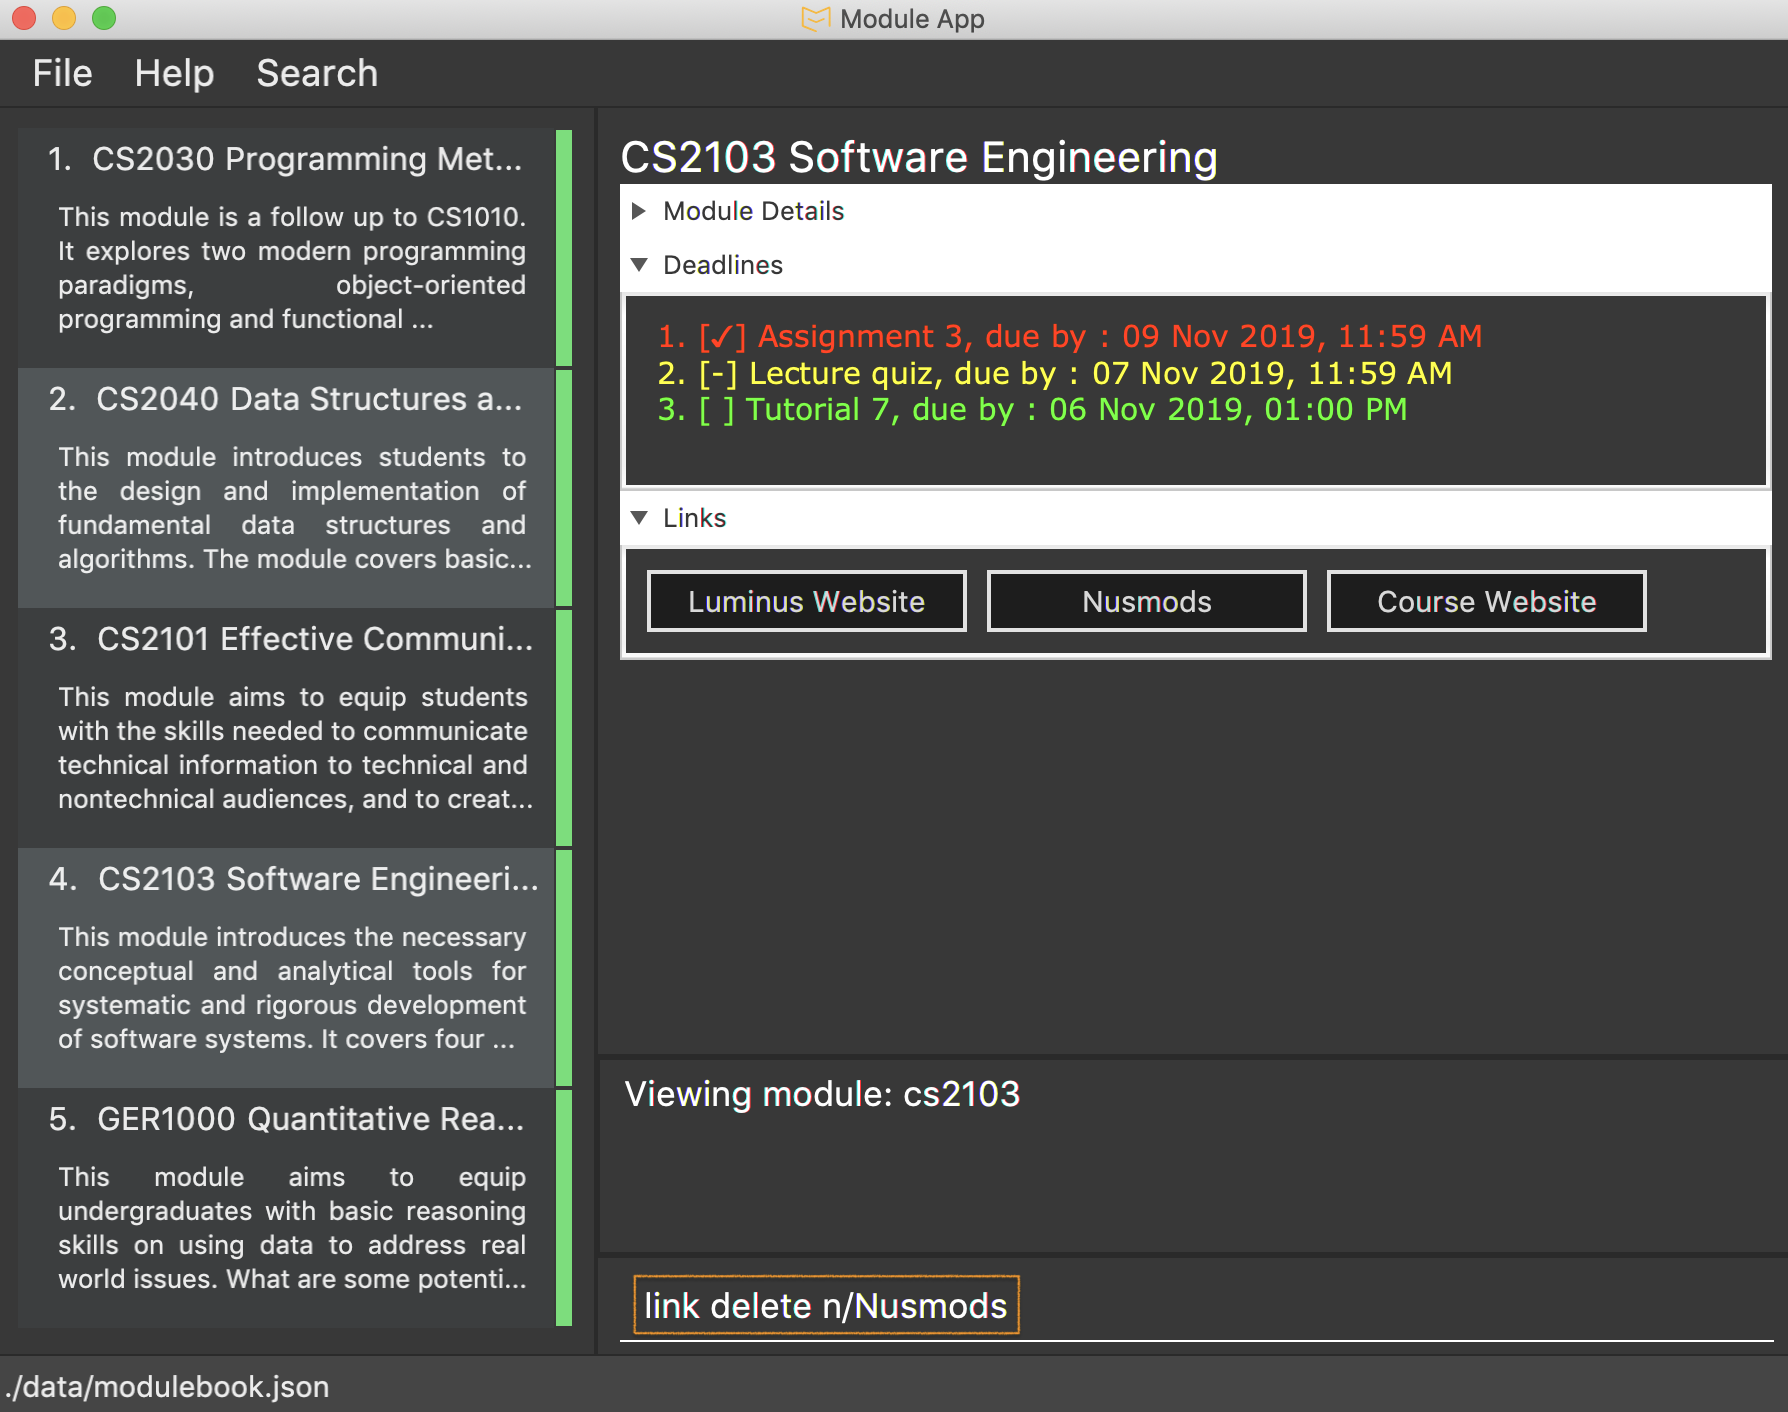 Module App
File Help Search
1. CS2030 Programming Met...
This module is a follow up to CS1010.
It explores two modern programming
paradigms, object-oriented
programming and functional ...
2. CS2040 Data Structures a...
This module introduces students to
the design and implementation of
fundamental data structures and
algorithms. The module covers basic...
3. CS2101 Effective Communi...
This module aims to equip students
with the skills needed to communicate
technical information to technical and
nontechnical audiences, and to creat...
4. CS2103 Software Engineeri...
This module introduces the necessary
conceptual and analytical tools for
systematic and rigorous development
of software systems. It covers four ...
5. GER1000 Quantitative Rea...
This module aims to equip
undergraduates with basic reasoning
skills on using data to address real
world issues. What are some potenti...
CS2103 Software Engineering
Module Details
Deadlines
1. [✓] Assignment 3, due by : 09 Nov 2019, 11:59 AM
2. [-] Lecture quiz, due by : 07 Nov 2019, 11:59 AM
3. [ ] Tutorial 7, due by : 06 Nov 2019, 01:00 PM
Links
Luminus Website Nusmods Course Website
Viewing module: cs2103
link delete n/Nusmods
./data/modulebook.json